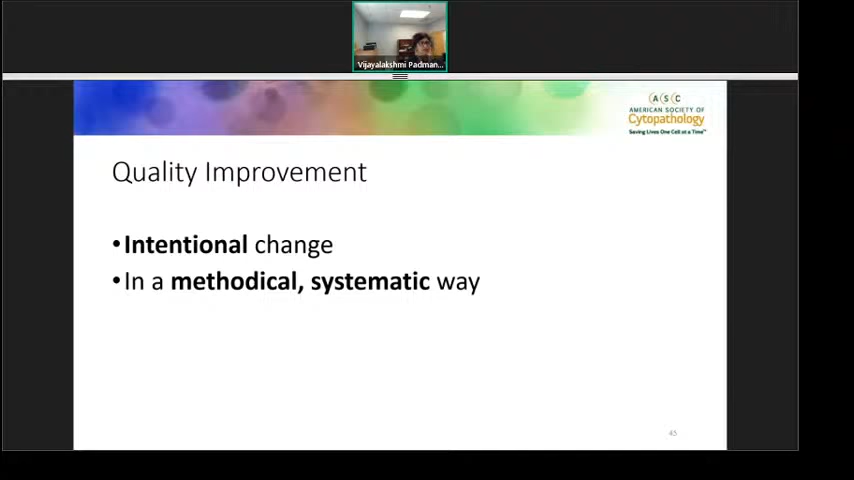 Vijayalakshmi Padman...
ASC
AMERICAN SOCIETY OF
Cytopathology
Saving Lives One Cell at a Time™
Quality Improvement
•Intentional change
•In a methodical, systematic way
45